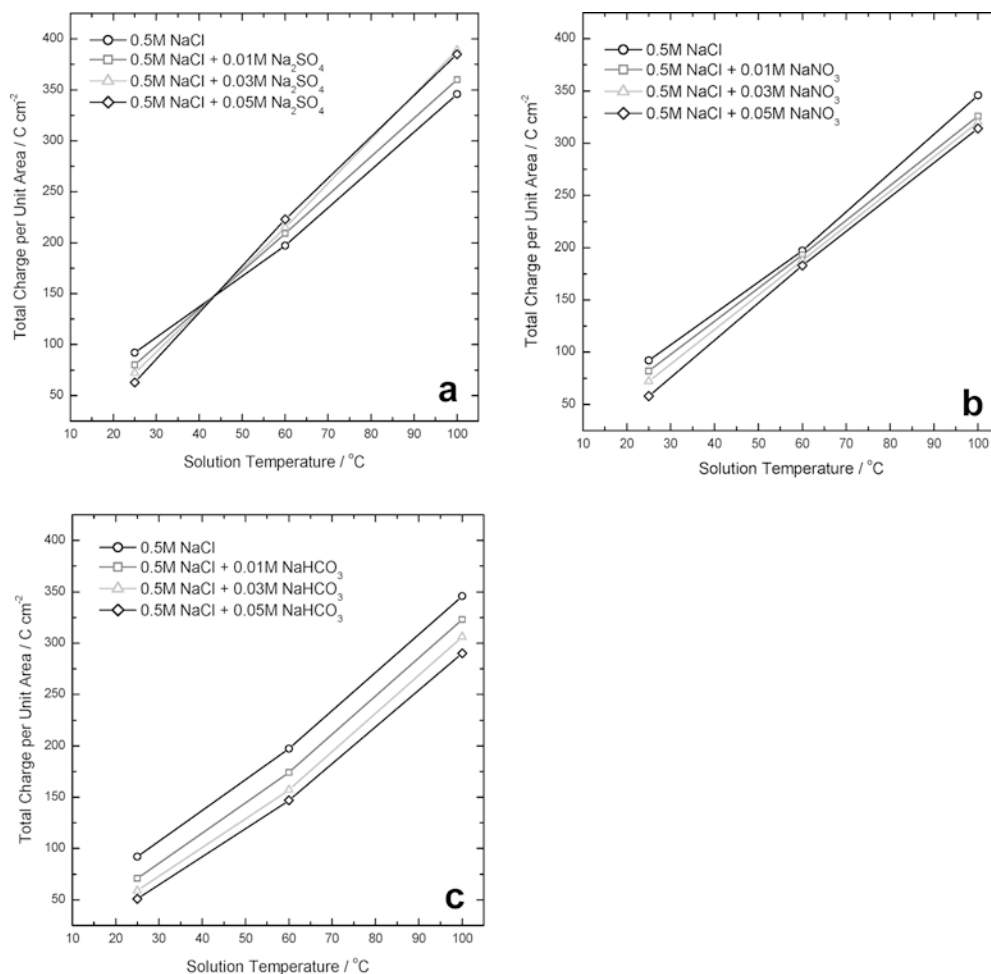 0.5M NaCl
0.5M NaCl + 0.01M Na₂SO₄
0.5M NaCl + 0.03M Na₂SO₄
0.5M NaCl + 0.05M Na₂SO₄
Total Charge per Unit Area / C cm⁻²
400
350
300
250
200
150
100
50
10 20 30 40 50 60 70 80 90 100
Solution Temperature / °C
a
0.5M NaCl
0.5M NaCl + 0.01M NaNO₃
0.5M NaCl + 0.03M NaNO₃
0.5M NaCl + 0.05M NaNO₃
Total Charge per Unit Area / C cm⁻²
400
350
300
250
200
150
100
50
10 20 30 40 50 60 70 80 90 100
Solution Temperature / °C
b
0.5M NaCl
0.5M NaCl + 0.01M NaHCO₃
0.5M NaCl + 0.03M NaHCO₃
0.5M NaCl + 0.05M NaHCO₃
Total Charge per Unit Area / C cm⁻²
400
350
300
250
200
150
100
50
10 20 30 40 50 60 70 80 90 100
Solution Temperature / °C
c